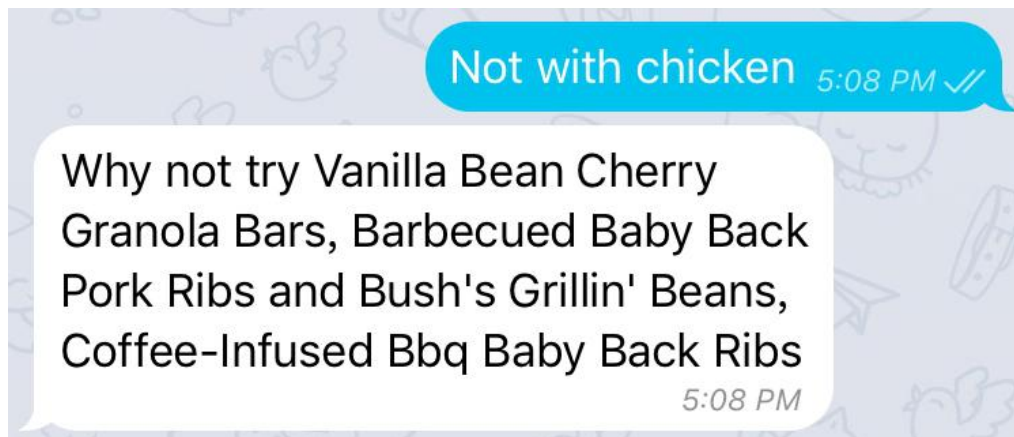 Not with chicken 5:08 PM
Why not try Vanilla Bean Cherry
Granola Bars, Barbecued Baby Back
Pork Ribs and Bush's Grillin' Beans,
Coffee-Infused Bbq Baby Back Ribs
5:08 PM